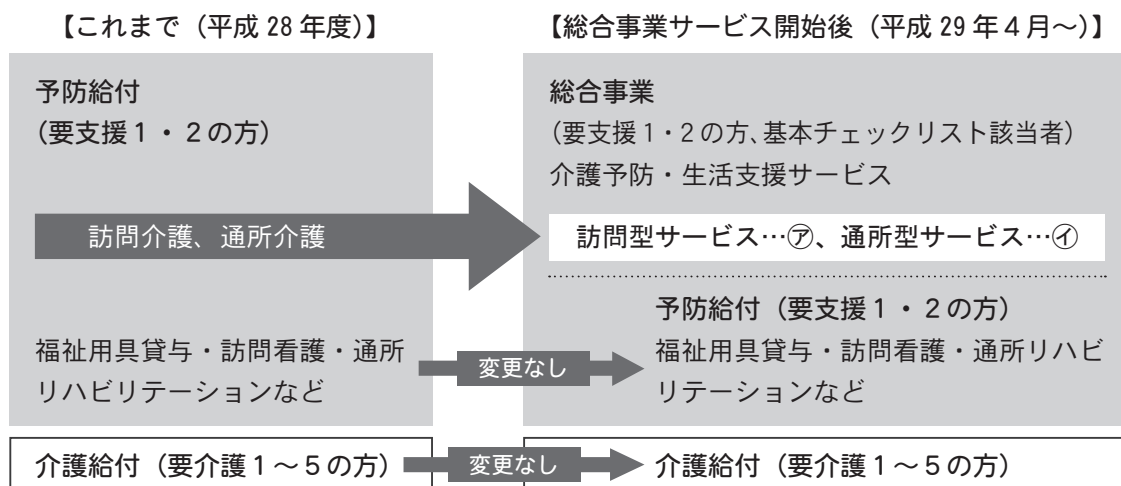 【これまで（平成 28 年度）】
予防給付
（要支援１・２の方）
訪問介護、通所介護
福祉用具貸与・訪問看護・通所
リハビリテーションなど
介護給付（要介護１～５の方）
変更なし
変更なし
【総合事業サービス開始後（平成 29 年４月～）】
総合事業
（要支援１・２の方、基本チェックリスト該当者）
介護予防・生活支援サービス
訪問型サービス…㋐、通所型サービス…㋑
予防給付（要支援１・２の方）
福祉用具貸与・訪問看護・通所リハビ
リテーションなど
介護給付（要介護１～５の方）